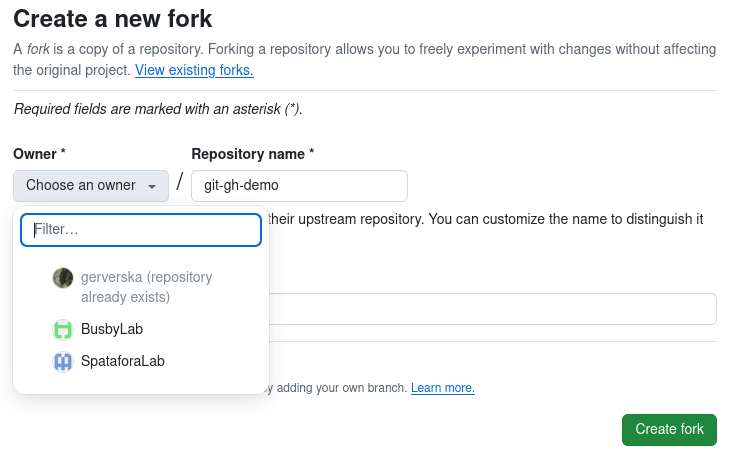 Create a new fork
A fork is a copy of a repository. Forking a repository allows you to freely experiment with changes without affecting
the original project. View existing forks.
Required fields are marked with an asterisk (*).
Owner *
Repository name *
Choose an owner
/
git-gh-demo
their upstream repository. You can customize the name to distinguish it
Filter…
gerverska (repository
already exists)
BusbyLab
SpataforaLab
y adding your own branch. Learn more.
Create fork